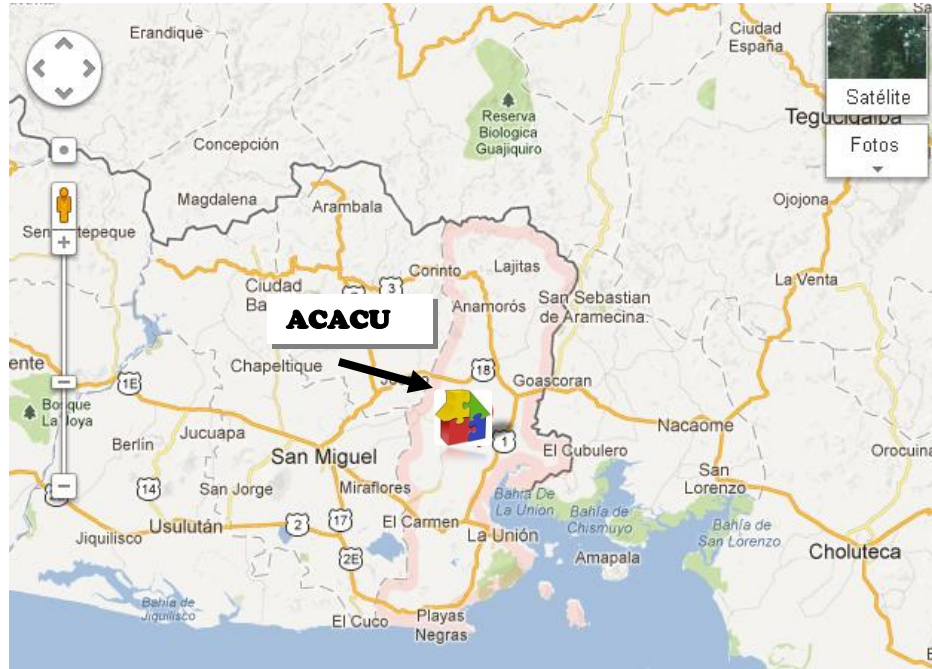 Erandique
Ciudad
España
Satélite
Tegucigalba
Fotos
Reserva
Biologica
Guajiquiro
Concepción
Magdalena
Arambala
Ojojona
Corinto
Lajitas
La Venta
Ciudad
3
Anamorós
San Sebastian
de Aramecina.
ACACU
ente
Chapeltique
18
1E
Goascoran
Bosque
La Joya
Nacaome
Jucuapa
Berlín
1
San Miguel
El Cubulero
Orocuina
San
Lorenzo
14
San Jorge
Miraflores
Bahía De
La Union
Bahía de
Chismuyo
Bahía de
San Lorenzo
Usulután
2
17
El Carmen
La Unión
Jiquilisco
Choluteca
2E
Amapala
Bahía de
Jiquilisco
El Cuco
Playas
Negras